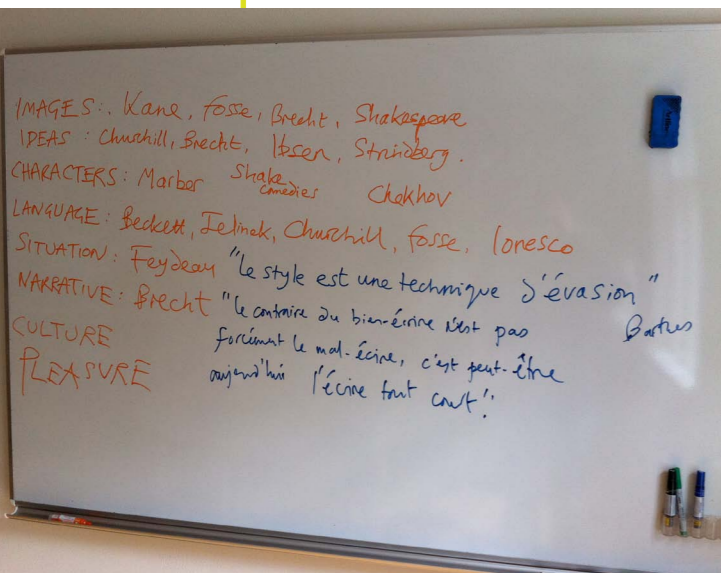 IMAGES: Kane, Fosse, Brecht, Shakespeare
IDEAS: Churchill, Brecht, Ibsen, Strindberg.
CHARACTERS: Marber Shake comedies Chekhov
LANGUAGE: Beckett, Jelinek, Churchill, Fosse, Ionesco
SITUATION: Feydeau "le style est une technique d'évasion"
NARRATIVE: Brecht "le contraire du bien-écrire n'est pas Barthes
CULTURE forcément le mal-écrire, c'est peut-être
PLEASURE aujourd'hui l'écrire tout court".